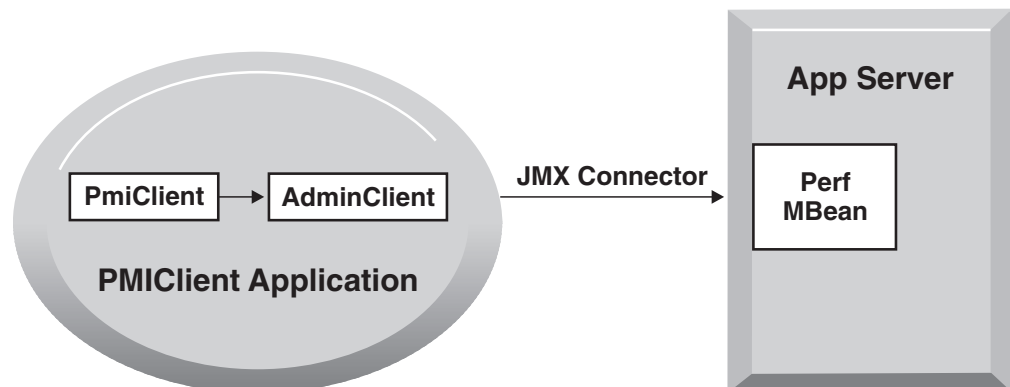 PmiClient
AdminClient
PMIClient Application
JMX Connector
App Server
Perf
MBean